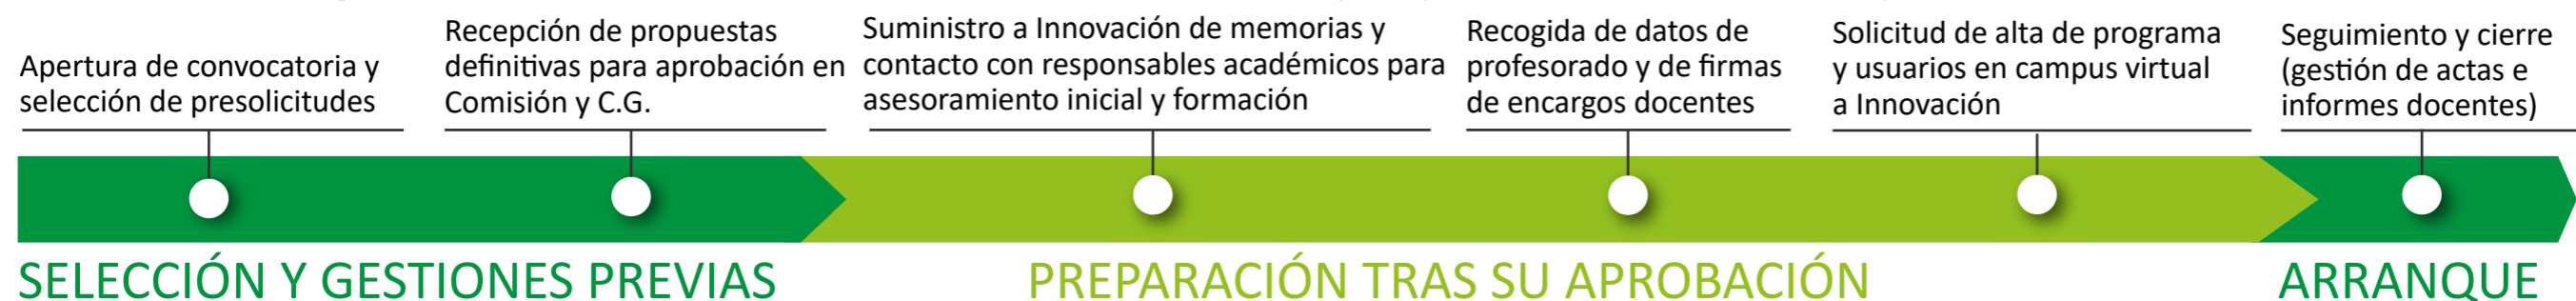 Apertura de convocatoria y
selección de presolicitudes
Recepción de propuestas
definitivas para aprobación en
Comisión y C.G.
Suministro a Innovación de memorias y
contacto con responsables académicos para
asesoramiento inicial y formación
Recogida de datos de
profesorado y de firmas
de encargos docentes
Solicitud de alta de programa
y usuarios en campus virtual
a Innovación
Seguimiento y cierre
(gestión de actas e
informes docentes)
SELECCIÓN Y GESTIONES PREVIAS
PREPARACIÓN TRAS SU APROBACIÓN
ARRANQUE